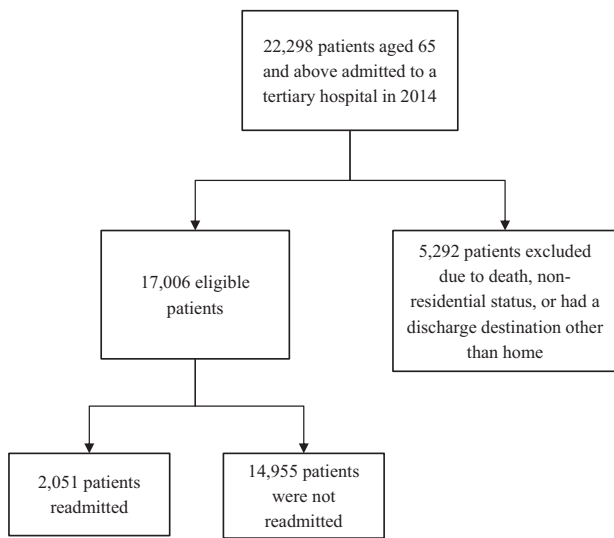 22,298 patients aged 65
and above admitted to a
tertiary hospital in 2014
17,006 eligible
patients
5,292 patients excluded
due to death, non-
residential status, or had a
discharge destination other
than home
2,051 patients
readmitted
14,955 patients
were not
readmitted